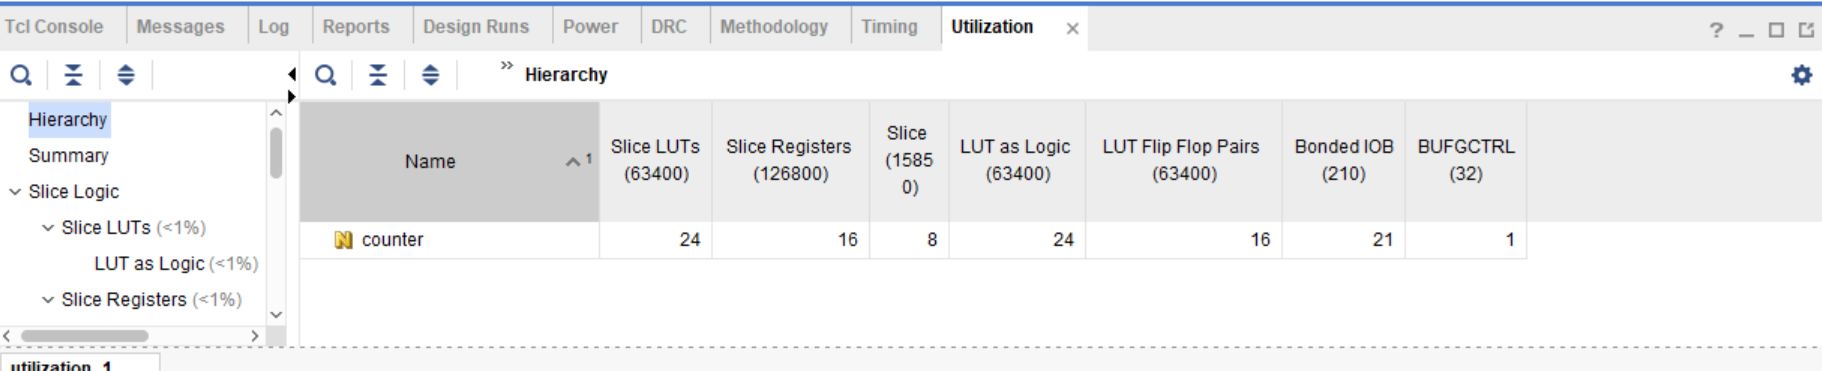 Tcl Console Messages Log Reports Design Runs Power DRC Methodology Timing Utilization × ? _
» Hierarchy
Hierarchy
Summary
Slice Logic
Slice LUTs (<1%)
LUT as Logic (<1%)
Slice Registers (<1%)
Name 1 Slice LUTs (63400) Slice Registers (126800) Slice (15850) LUT as Logic (63400) LUT Flip Flop Pairs (63400) Bonded IOB (210) BUFGCTRL (32)
N counter 24 16 8 24 16 21 1
utilization_1